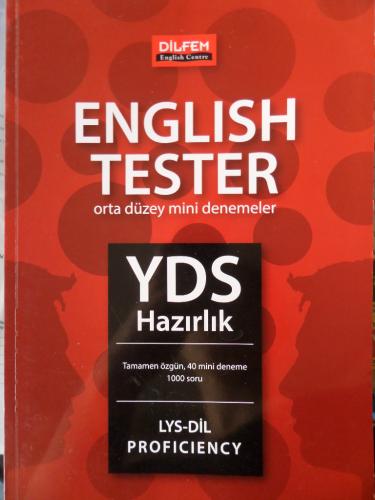 DİLFEM
English Centre
ENGLISH
TESTER
orta düzey mini denemeler
YDS
Hazırlık
Tamamen özgün, 40 mini deneme
1000 soru
LYS-DİL
PROFICIENCY